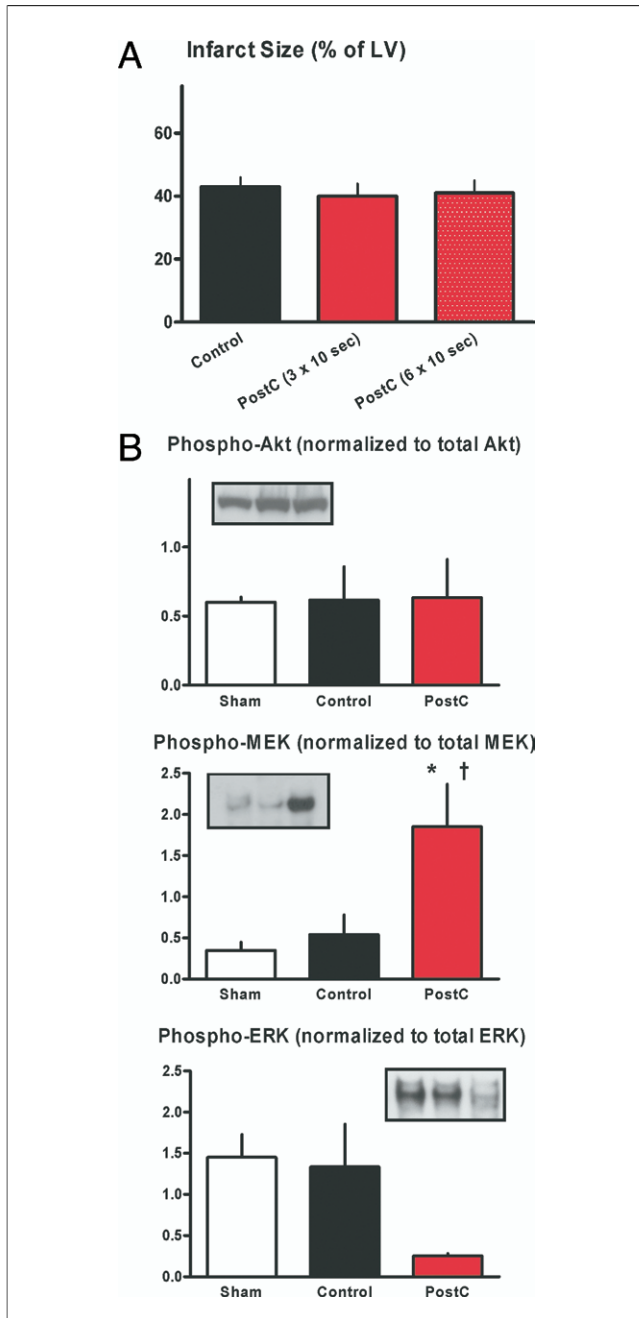 A
Infarct Size (% of LV)
60
40
20
0
Control
PostC (3 x 10 sec)
PostC (6 x 10 sec)
B
Phospho-Akt (normalized to total Akt)
1.0
0.5
0.0
Sham Control PostC
Phospho-MEK (normalized to total MEK)
2.5
* †
2.0
1.5
1.0
0.5
0.0
Sham Control PostC
Phospho-ERK (normalized to total ERK)
2.5
2.0
1.5
1.0
0.5
0.0
Sham Control PostC